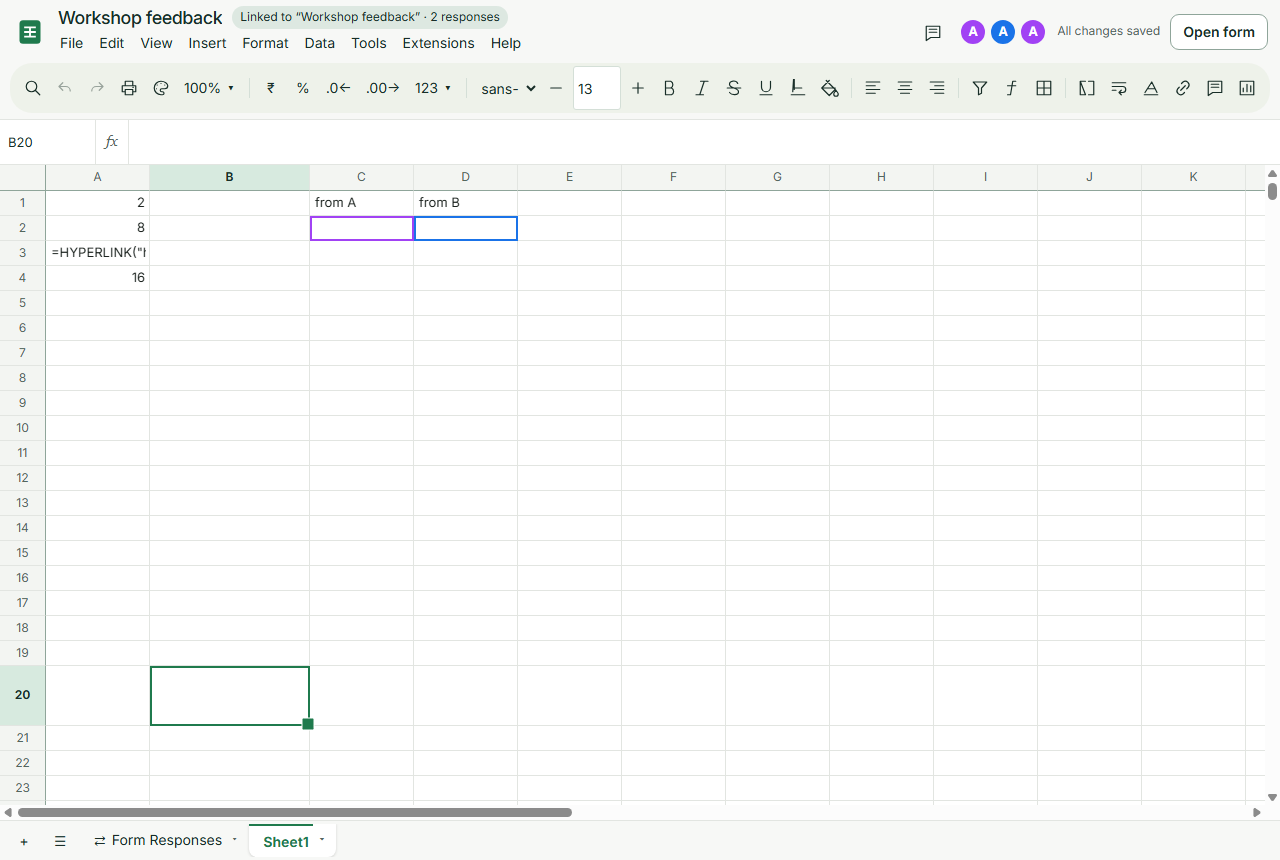 Workshop feedback
Linked to “Workshop feedback” · 2 responses
File Edit View Insert Format Data Tools Extensions Help
A A A
All changes saved
Open form
100% ₹ % .0← .00→ 123 sans- 13
B20 fx
A B C D E F G H I J K
1 2 from A from B
2 8
3 =HYPERLINK("h
4 16
5
6
7
8
9
10
11
12
13
14
15
16
17
18
19
20
21
22
23
+ ☰ ⇄ Form Responses Sheet1